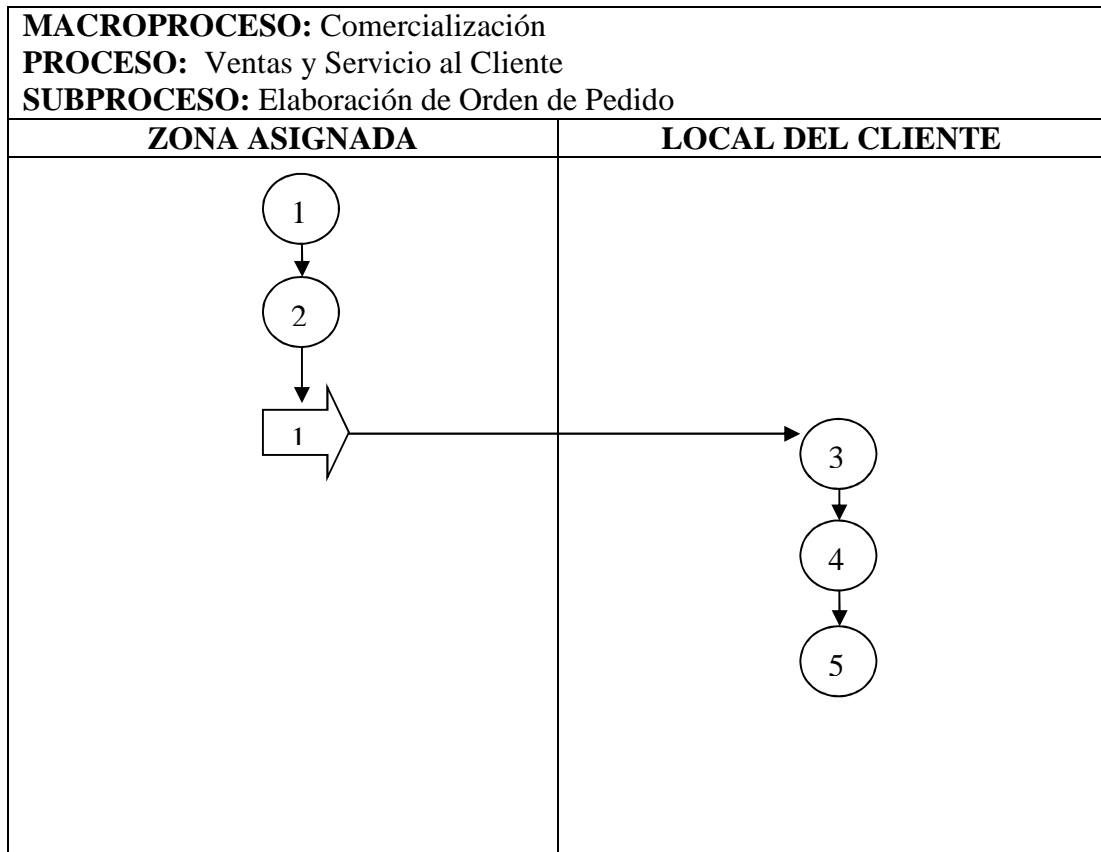 MACROPROCESO: Comercialización
PROCESO: Ventas y Servicio al Cliente
SUBPROCESO: Elaboración de Orden de Pedido
ZONA ASIGNADA
LOCAL DEL CLIENTE
1
2
1
3
4
5